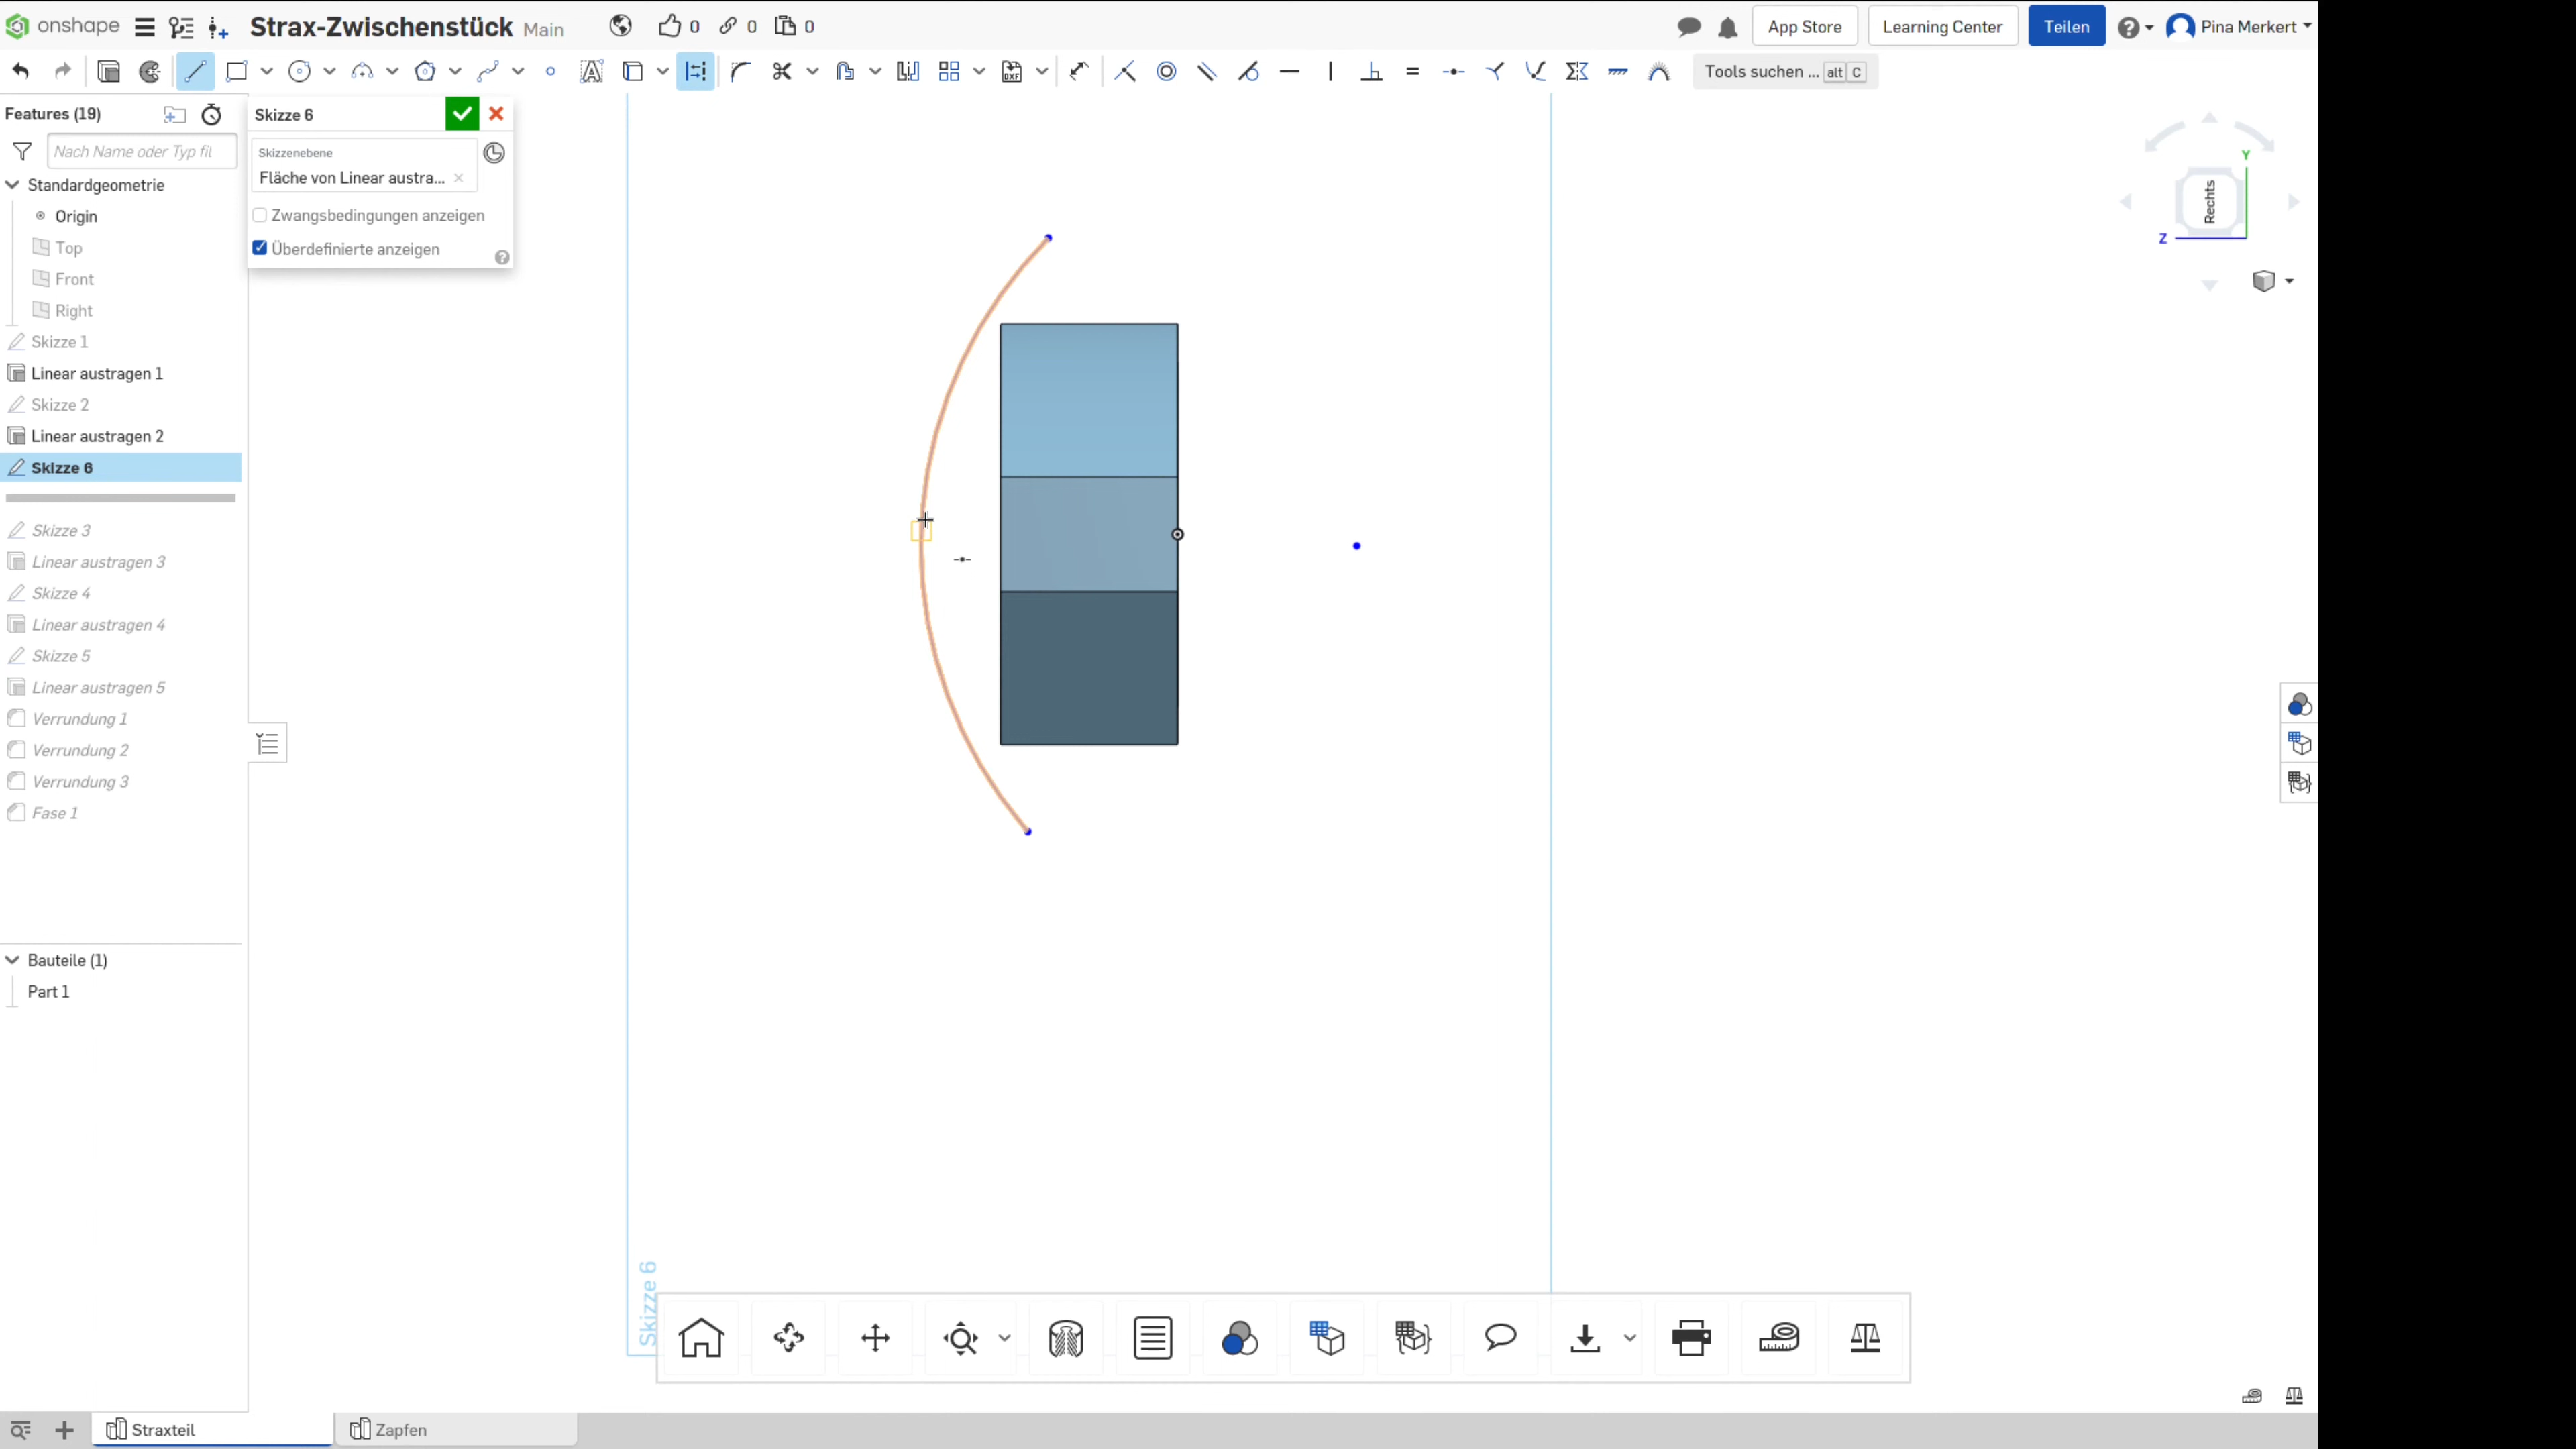 onshape
Strax-Zwischenstück Main
0
0
0
App Store
Learning Center
Teilen
Pina Merkert
Tools suchen ... alt C
Features (19)
Nach Name oder Typ fil
Standardgeometrie
Origin
Top
Front
Right
Skizze 1
Linear austragen 1
Skizze 2
Linear austragen 2
Skizze 6
Skizze 3
Linear austragen 3
Skizze 4
Linear austragen 4
Skizze 5
Linear austragen 5
Verrundung 1
Verrundung 2
Verrundung 3
Fase 1
Bauteile (1)
Part 1
Skizze 6
Skizzenebene
Fläche von Linear austra...
Zwangsbedingungen anzeigen
Überdefinierte anzeigen
Y
Rechts
Z
Skizze 6
Straxteil
Zapfen